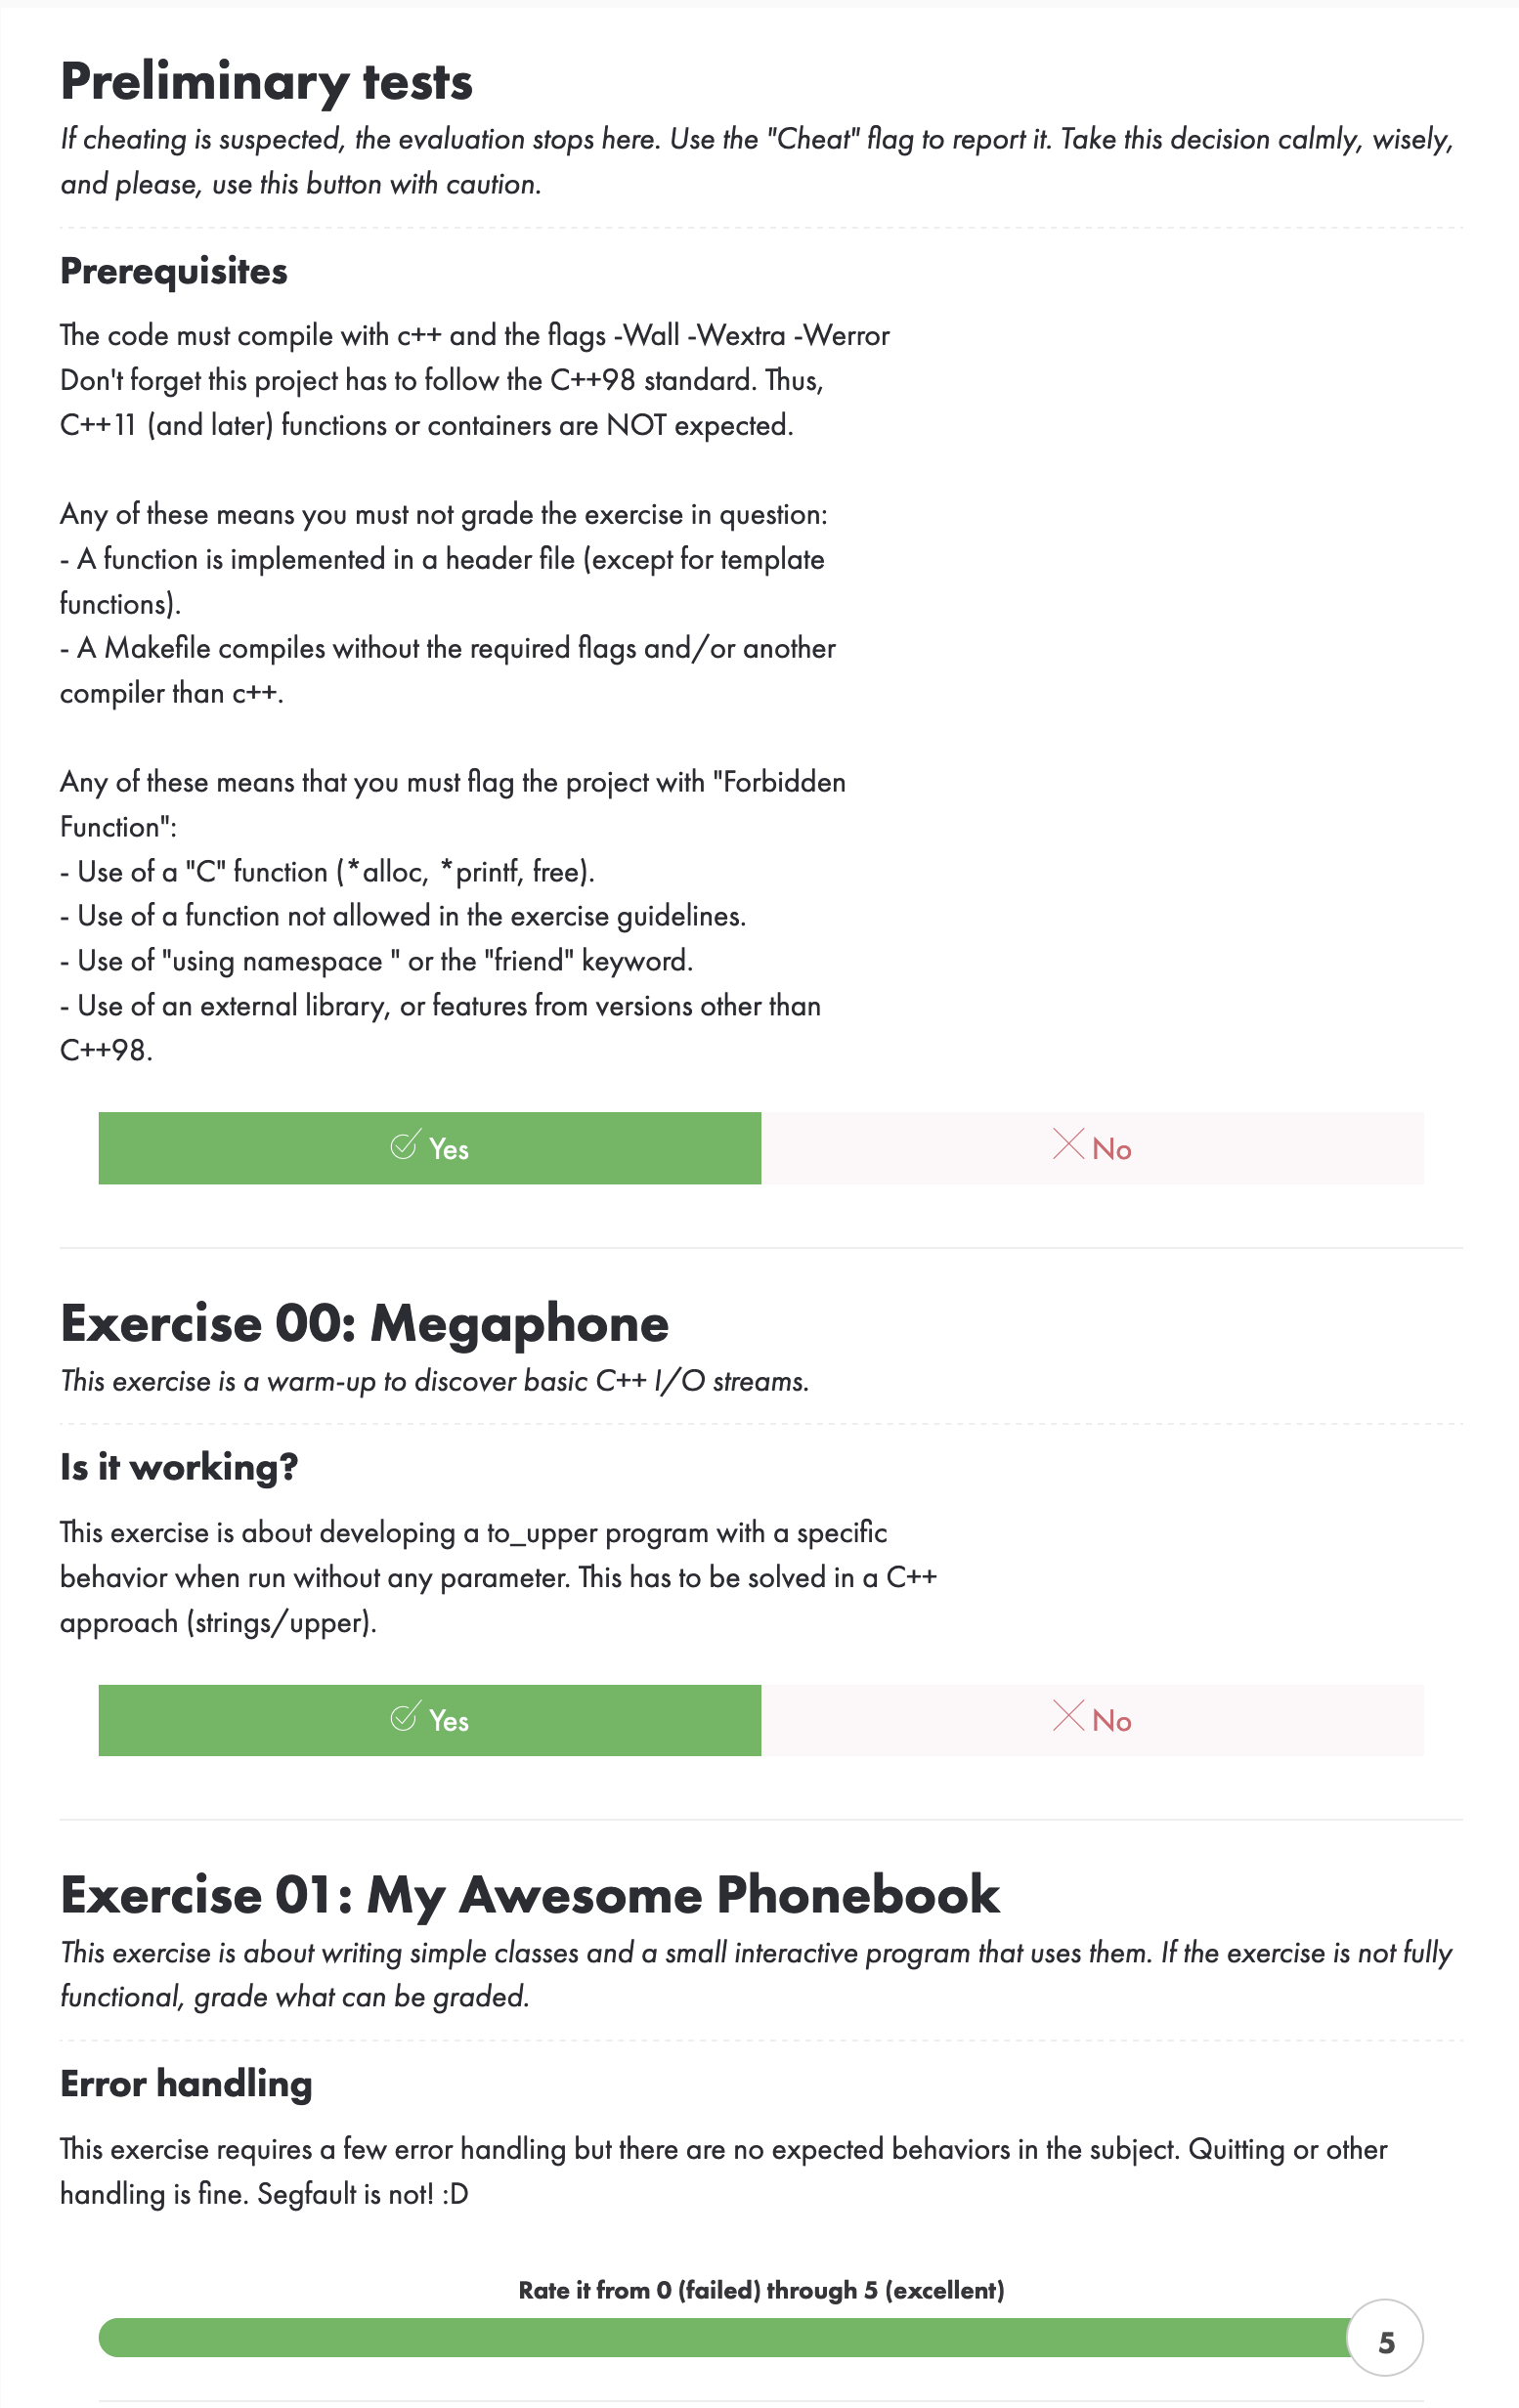 Preliminary tests
If cheating is suspected, the evaluation stops here. Use the "Cheat" flag to report it. Take this decision calmly, wisely,
and please, use this button with caution.
Prerequisites
The code must compile with c++ and the flags -Wall -Wextra -Werror
Don't forget this project has to follow the C++98 standard. Thus,
C++11 (and later) functions or containers are NOT expected.
Any of these means you must not grade the exercise in question:
- A function is implemented in a header file (except for template
functions).
- A Makefile compiles without the required flags and/or another
compiler than c++.
Any of these means that you must flag the project with "Forbidden
Function":
- Use of a "C" function (*alloc, *printf, free).
- Use of a function not allowed in the exercise guidelines.
- Use of "using namespace " or the "friend" keyword.
- Use of an external library, or features from versions other than
C++98.
Yes
No
Exercise 00: Megaphone
This exercise is a warm-up to discover basic C++ I/O streams.
Is it working?
This exercise is about developing a to_upper program with a specific
behavior when run without any parameter. This has to be solved in a C++
approach (strings/upper).
Yes
No
Exercise 01: My Awesome Phonebook
This exercise is about writing simple classes and a small interactive program that uses them. If the exercise is not fully
functional, grade what can be graded.
Error handling
This exercise requires a few error handling but there are no expected behaviors in the subject. Quitting or other
handling is fine. Segfault is not! :D
Rate it from 0 (failed) through 5 (excellent)
5